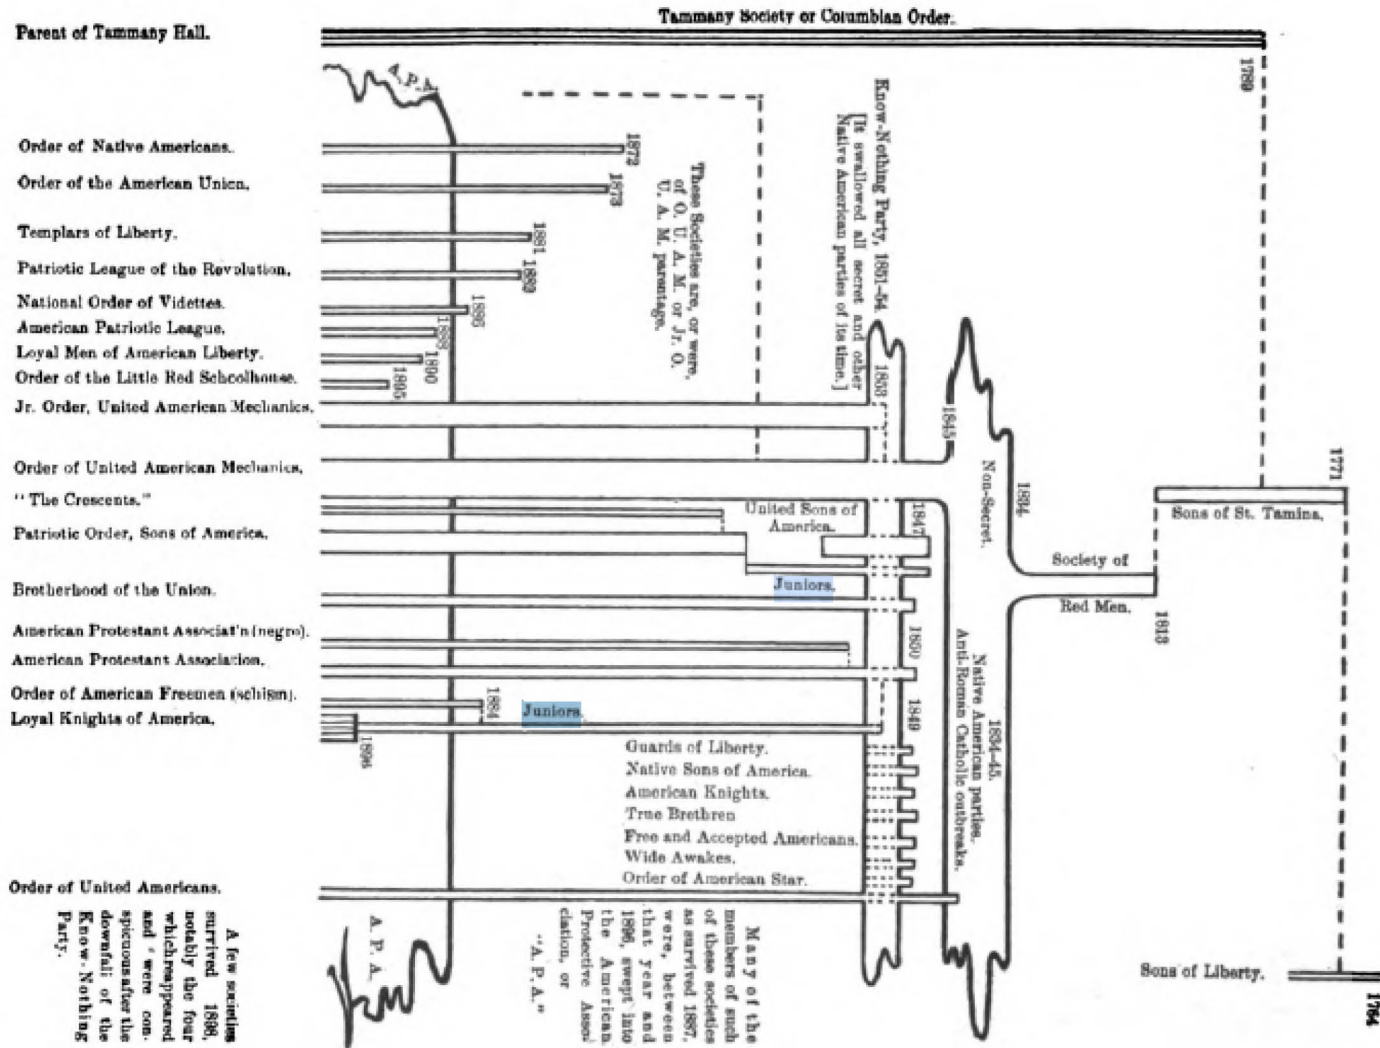 Tammany Society or Columbian Order.
Parent of Tammany Hall.
1789
A. P. A.
Know-Nothing Party, 1851-54
[It swallowed all secret and other
Native American parties of its time.]
These Societies are, or were,
of O. U. A. M. or Jr. O.
U. A. M. parentage.
Order of Native Americans.
1872
Order of the American Union.
1873
Templars of Liberty.
1881
Patriotic League of the Revolution.
1882
National Order of Videttes.
1886
American Patriotic League.
1888
Loyal Men of American Liberty.
1890
Order of the Little Red Schoolhouse.
1895
Jr. Order, United American Mechanics.
1853
1845
Order of United American Mechanics.
Non-Secret.
1834
1771
Sons of St. Tamina.
"The Crescents."
United Sons of
America.
1847
Patriotic Order, Sons of America.
Juniors.
Society of
Red Men.
1813
Brotherhood of the Union.
1850
American Protestant Associat'n (negro).
American Protestant Association.
Native American parties. 1834-45.
Anti-Roman Catholic outbreaks.
Order of American Freemen (schism).
1884
Juniors.
1849
Loyal Knights of America.
1896
Guards of Liberty.
Native Sons of America.
American Knights.
True Brethren
Free and Accepted Americans.
Wide Awakes.
Order of American Star.
Order of United Americans.
Sons of Liberty.
1764
A. P. A.
Many of the
members of such
of these societies
as survived 1887,
were, between
that year and
1896, swept into
the American
Protective Asso-
ciation, or
"A. P. A."
A few societies
survived 1898,
notably the four
which reappeared
and were con-
spicuous after the
downfall of the
Know-Nothing
Party.